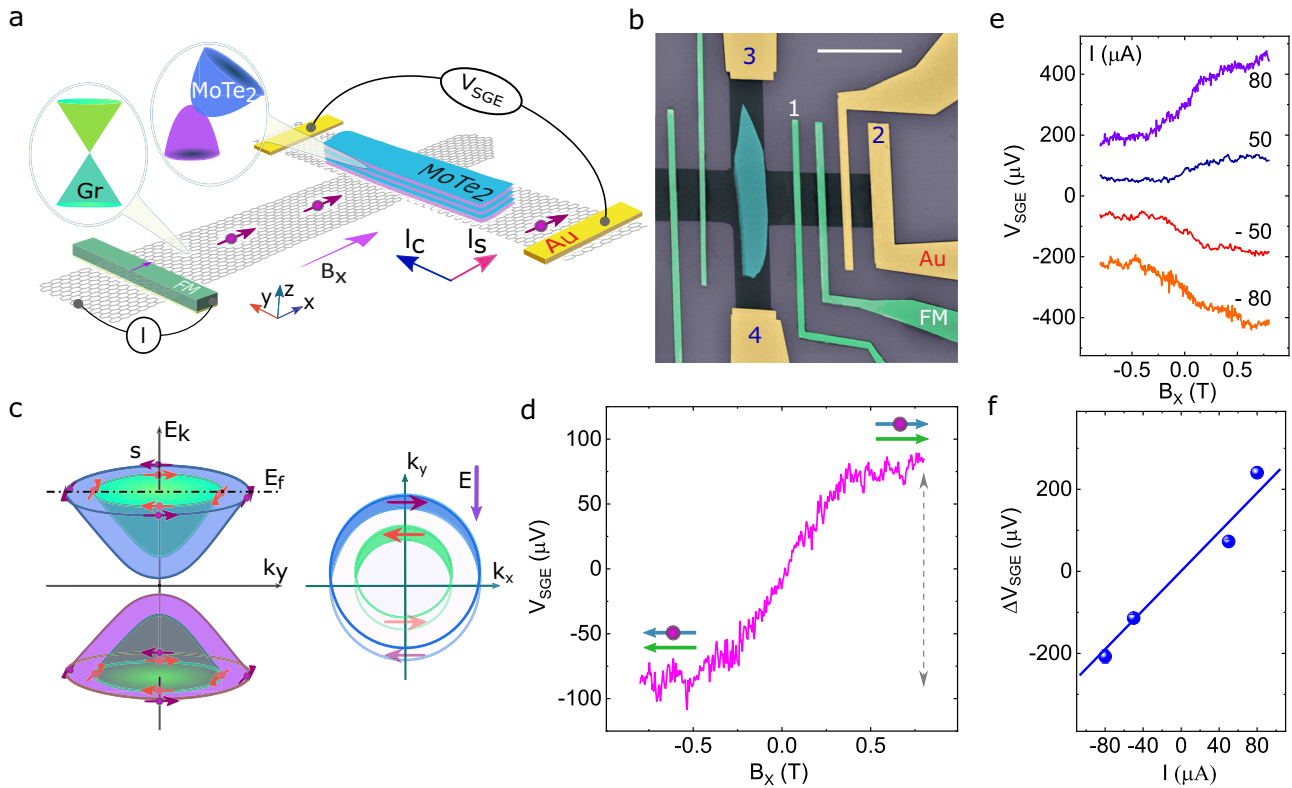 a
MoTe2
Gr
VSGE
MoTe2
FM
Au
Bx
IC
IS
I
y
z
x
b
3
1
2
4
Au
FM
e
I (μA)
VSGE (μV)
400
200
0
-200
-400
80
50
- 50
- 80
-0.5
0.0
0.5
BX (T)
c
Ek
s
Ef
ky
ky
E
kx
d
VSGE (μV)
100
50
0
-50
-100
-0.5
0.0
0.5
BX (T)
f
ΔVSGE (μV)
200
0
-200
-80
-40
0
40
80
I (μA)